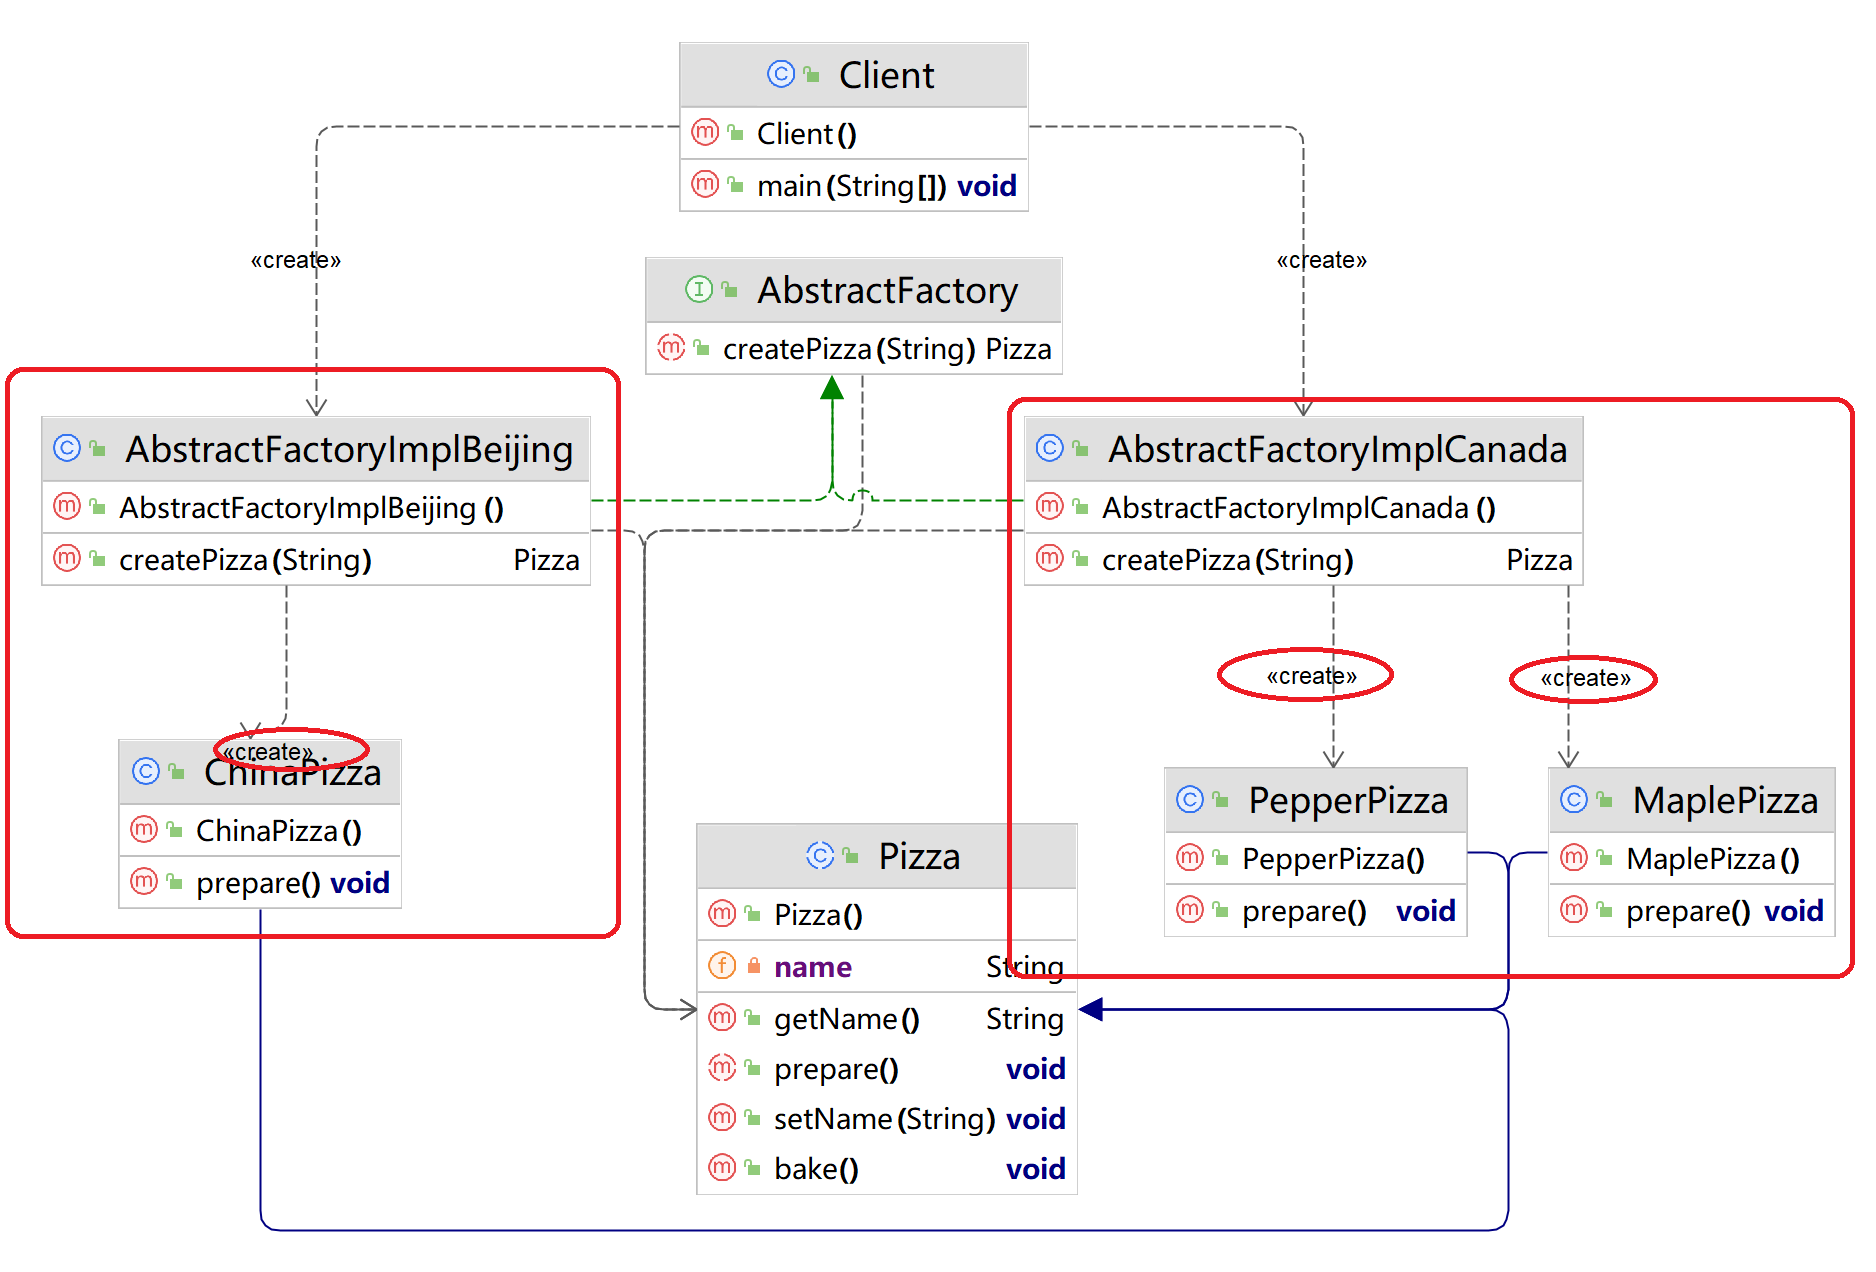 Client
Client()
main(String[]) void
«create»
«create»
AbstractFactory
createPizza(String) Pizza
AbstractFactoryImplBeijing
AbstractFactoryImplBeijing()
createPizza(String) Pizza
AbstractFactoryImplCanada
AbstractFactoryImplCanada()
createPizza(String) Pizza
«create»
«create»
«create»
ChinaPizza
ChinaPizza()
prepare() void
PepperPizza
PepperPizza()
prepare() void
MaplePizza
MaplePizza()
prepare() void
Pizza
Pizza()
name String
getName() String
prepare() void
setName(String) void
bake() void